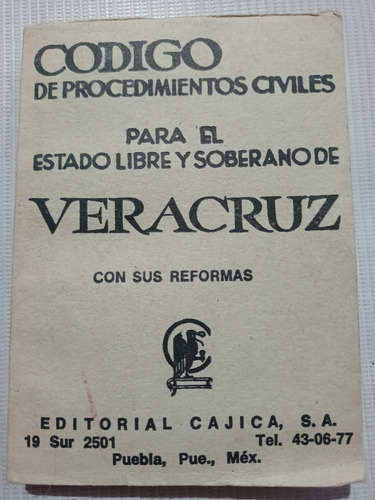 CODIGO
DE PROCEDIMIENTOS CIVILES
PARA EL
ESTADO LIBRE Y SOBERANO DE
VERACRUZ
CON SUS REFORMAS
EDITORIAL CAJICA, S. A.
19 Sur 2501 Tel. 43-06-77
Puebla, Pue., Méx.